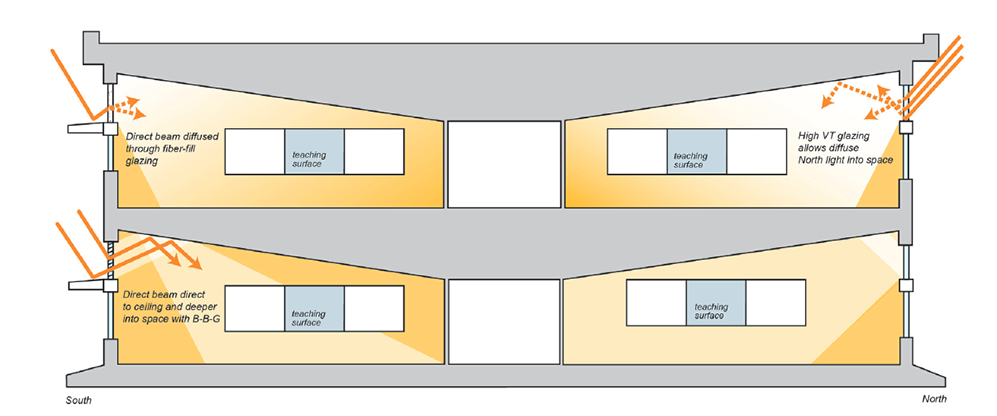 Direct beam diffused
through fiber-fill
glazing
teaching
surface
teaching
surface
High VT glazing
allows diffuse
North light into space
Direct beam direct
to ceiling and deeper
into space with B-B-G
teaching
surface
teaching
surface
South
North